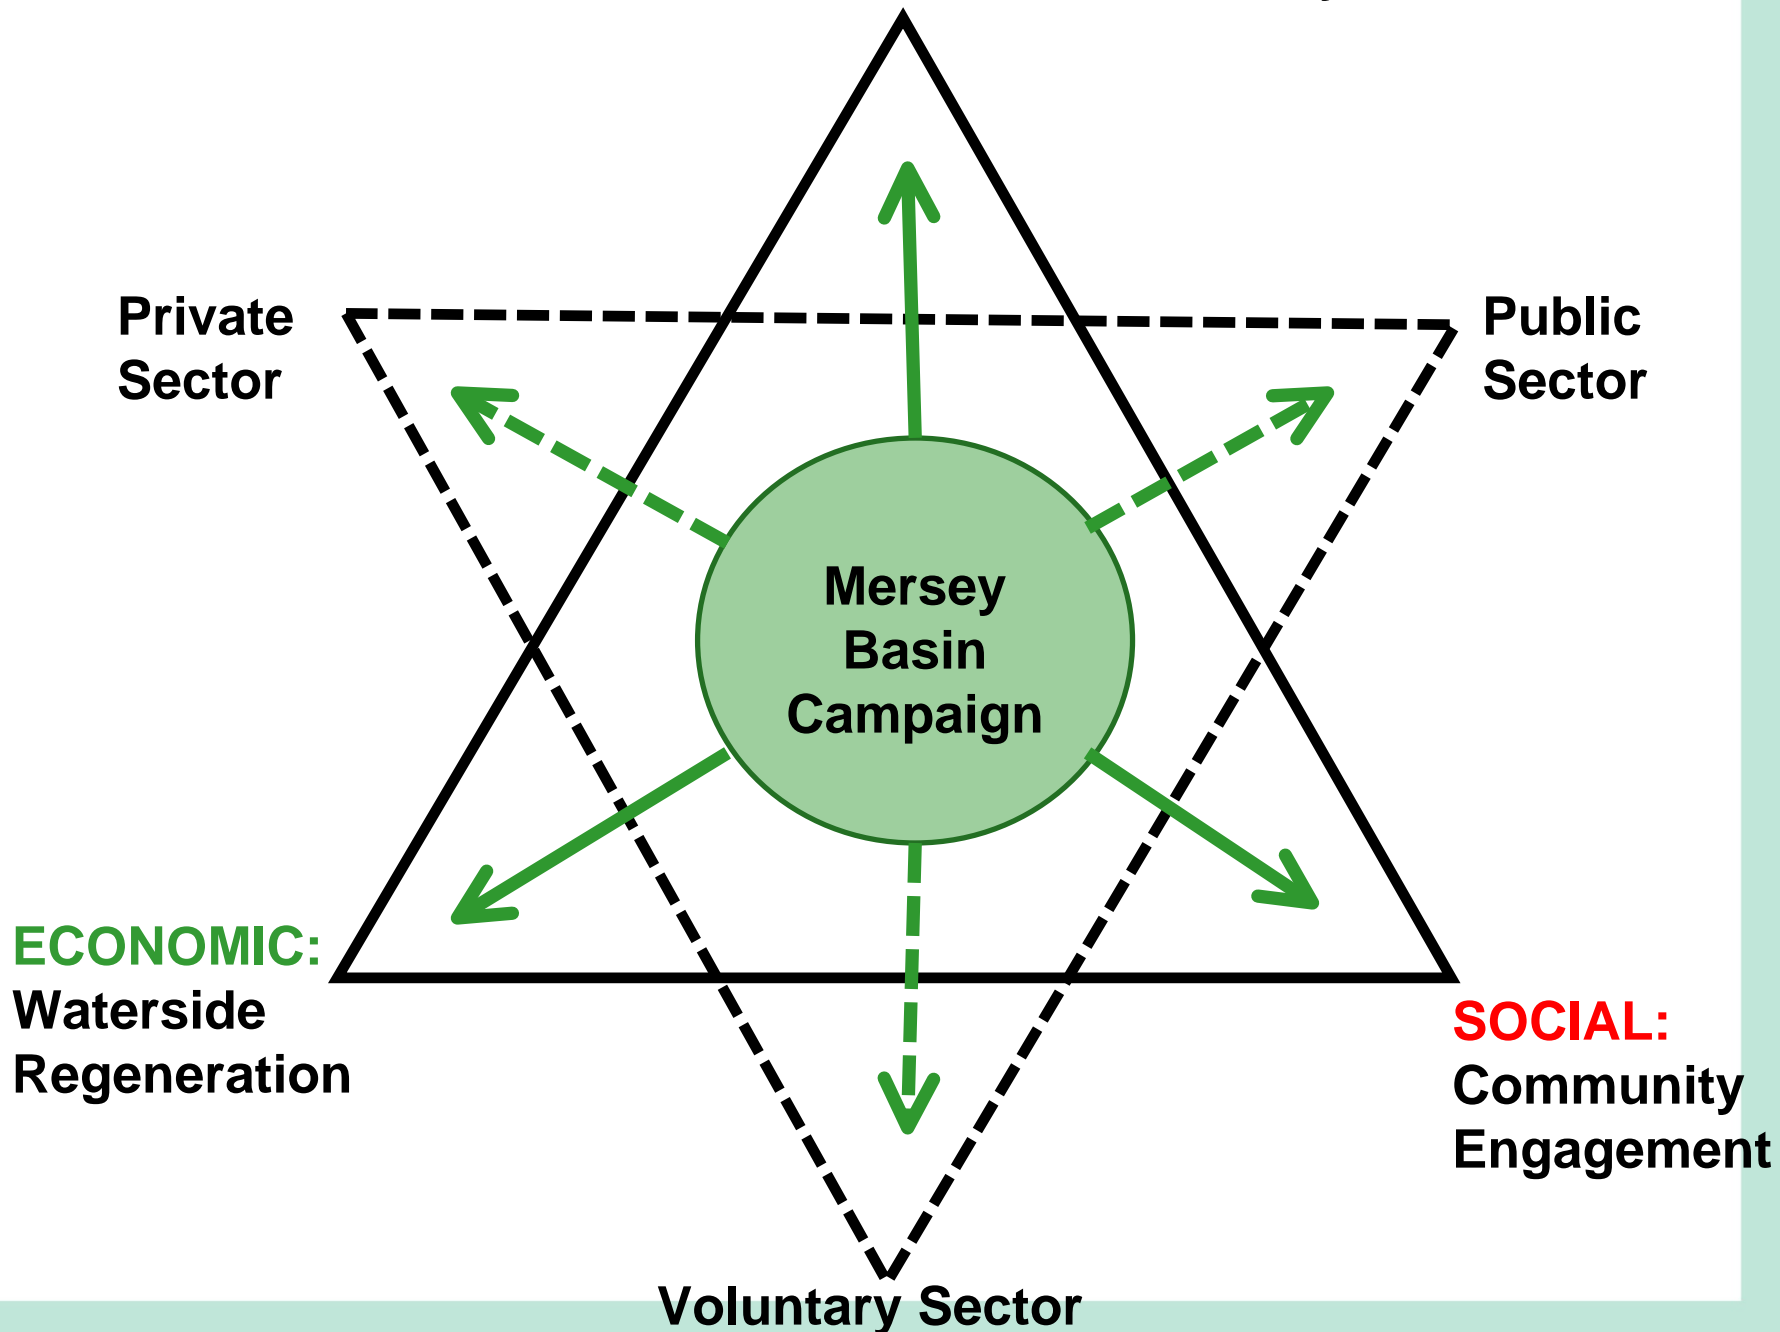 Private
Sector
Public
Sector
Mersey
Basin
Campaign
ECONOMIC:
Waterside
Regeneration
SOCIAL:
Community
Engagement
Voluntary Sector